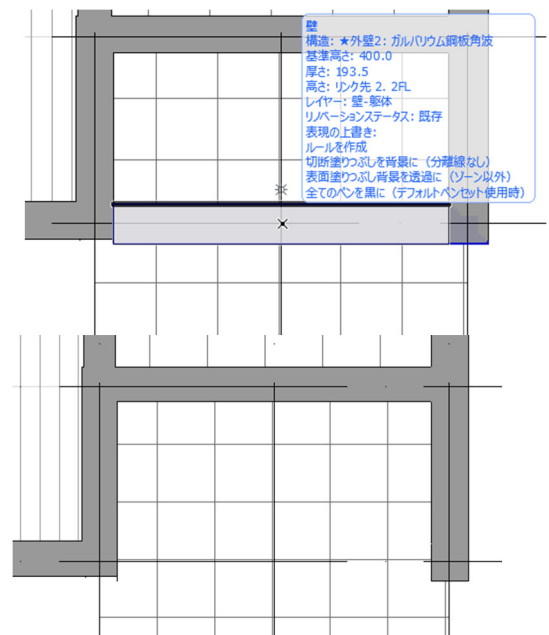 壁
構造: ★外壁2: ガルバリウム鋼板角波
基準高さ: 400.0
厚さ: 193.5
高さ: リンク先 2. 2FL
レイヤー: 壁-躯体
リノベーションステータス: 既存
表現の上書き:
ルールを作成
切断塗りつぶしを背景に（分離線なし）
表面塗りつぶし背景を透過に（ゾーン以外）
全てのペンを黒に（デフォルトペンセット使用時）